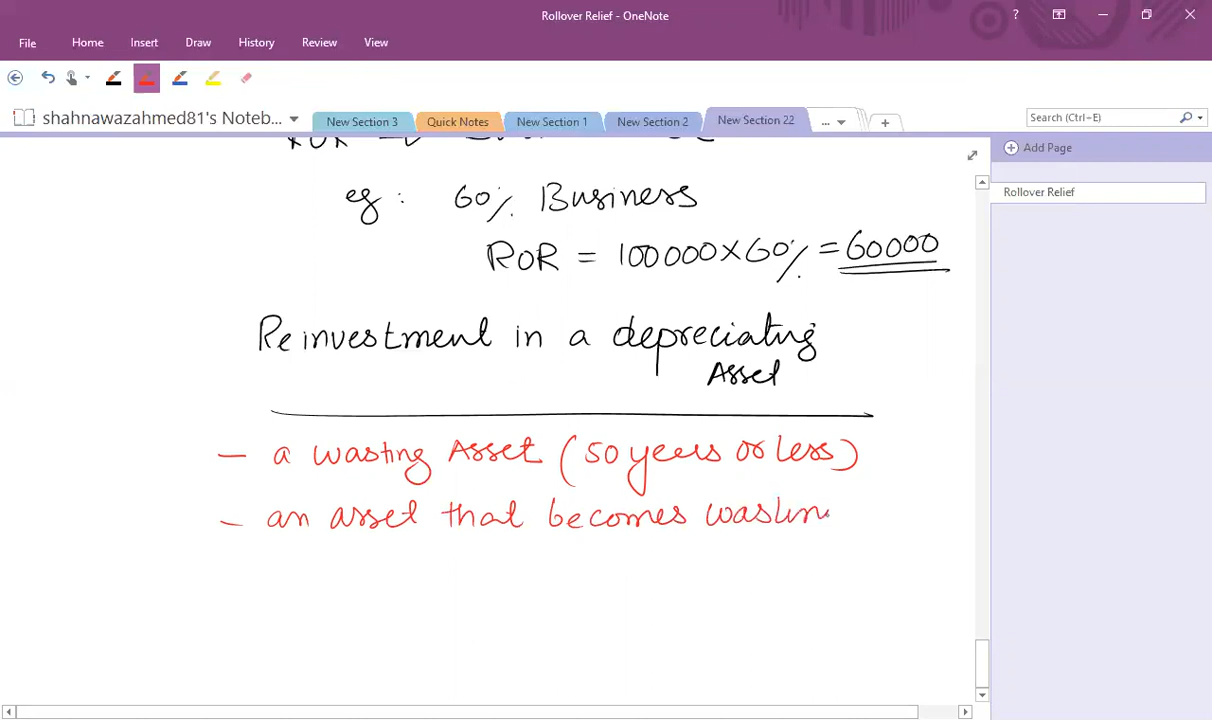 Rollover Relief - OneNote
?
File Home Insert Draw History Review View
shahnawazahmed81's Noteb... New Section 3 Quick Notes New Section 1 New Section 2 New Section 22 ... +
Search (Ctrl+E)
Add Page
Rollover Relief
ROR
eg: 60% Business
ROR = 100000×60% = 60000
Reinvestment in a depreciating
Asset
- a wasting Asset (50 years or less)
- an asset that becomes wastin